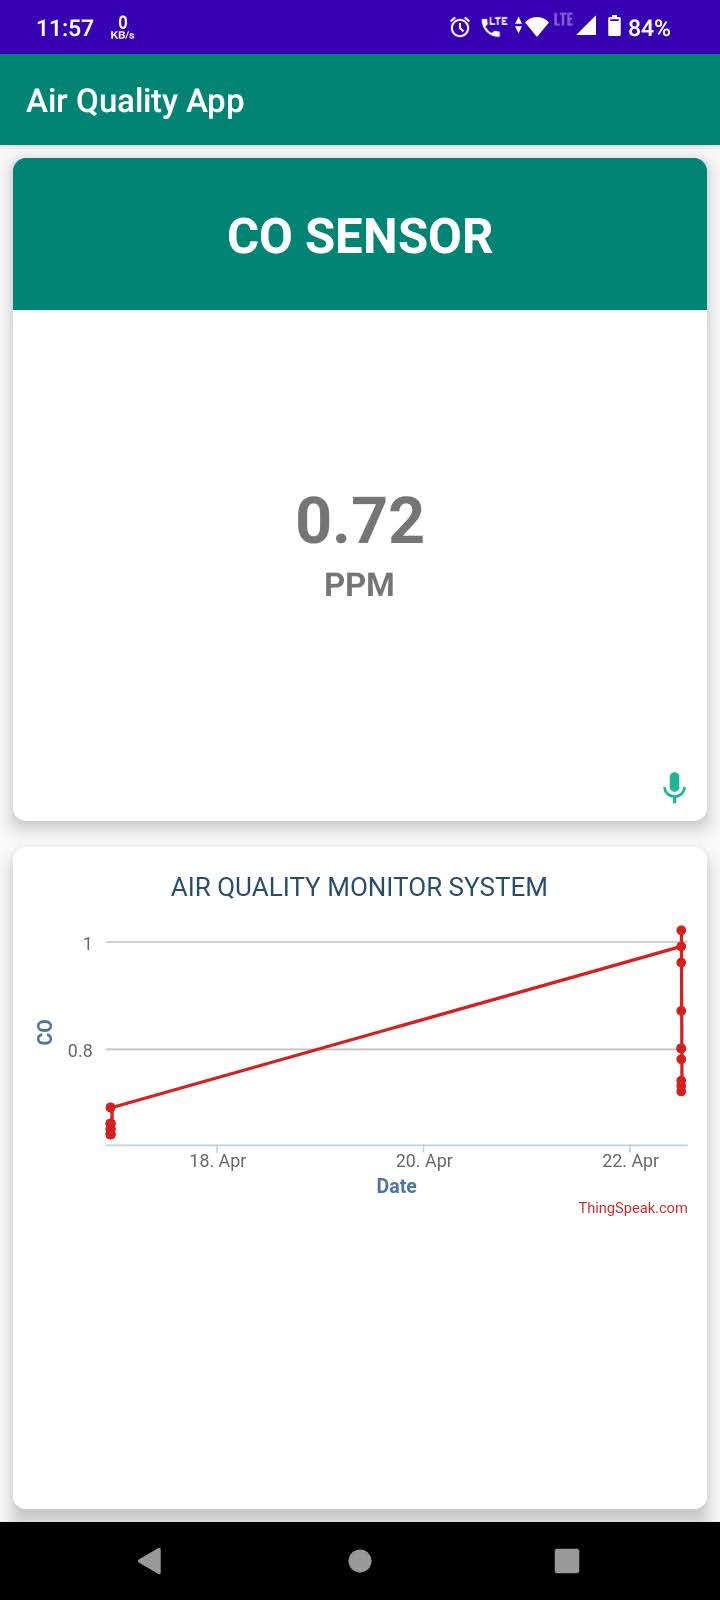 11:57 0 KB/s LTE LTE 84%
Air Quality App
CO SENSOR
0.72
PPM
AIR QUALITY MONITOR SYSTEM
1
CO
0.8
18. Apr 20. Apr 22. Apr
Date
ThingSpeak.com